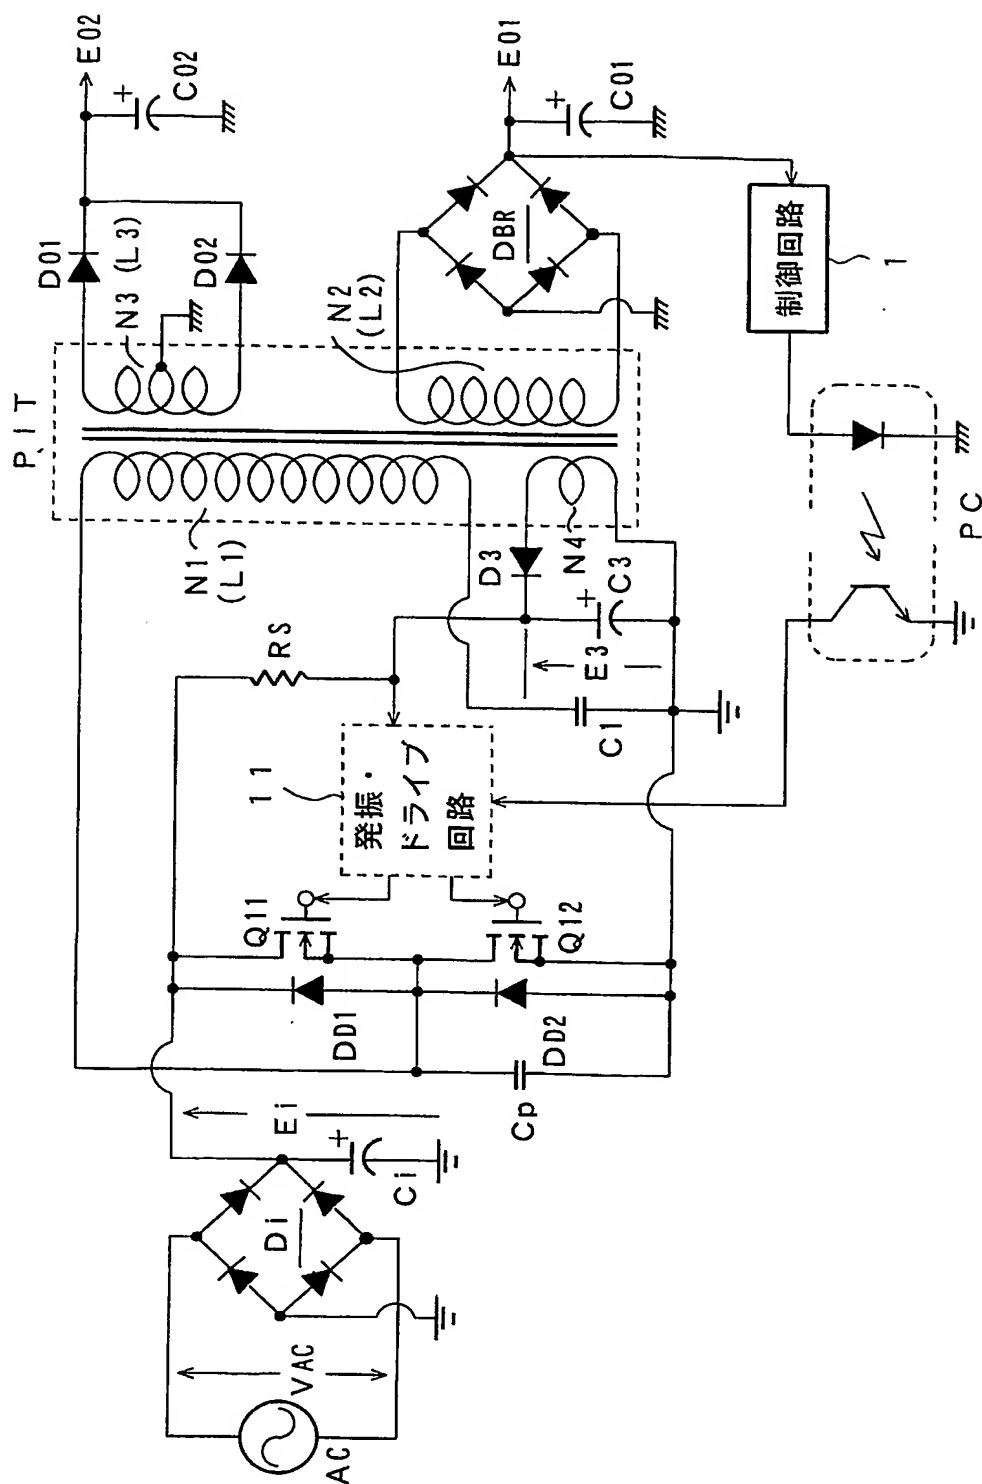 AC
VAC
Di
Ci
+
Ei
Cp
DD1
DD2
Q11
Q12
11
発振・
ドライブ
回路
RS
C1
E3
C3
+
D3
N4
N1
(L1)
PIT
N3 (L3)
N2
(L2)
D01
D02
C02
+
E02
DBR
C01
+
E01
制御回路
1
PC